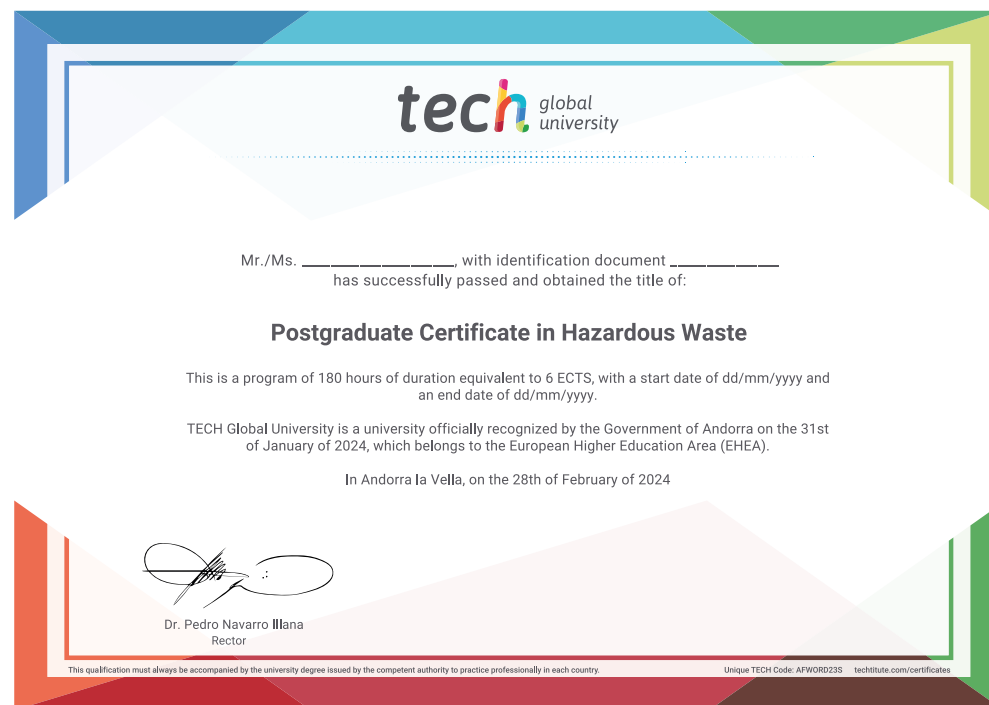 tech global university
Mr./Ms. ____________________, with identification document ______________
has successfully passed and obtained the title of:
Postgraduate Certificate in Hazardous Waste
This is a program of 180 hours of duration equivalent to 6 ECTS, with a start date of dd/mm/yyyy and
an end date of dd/mm/yyyy.
TECH Global University is a university officially recognized by the Government of Andorra on the 31st
of January of 2024, which belongs to the European Higher Education Area (EHEA).
In Andorra la Vella, on the 28th of February of 2024
Dr. Pedro Navarro Illana
Rector
This qualification must always be accompanied by the university degree issued by the competent authority to practice professionally in each country.
Unique TECH Code: AFWORD23S techtitute.com/certificates